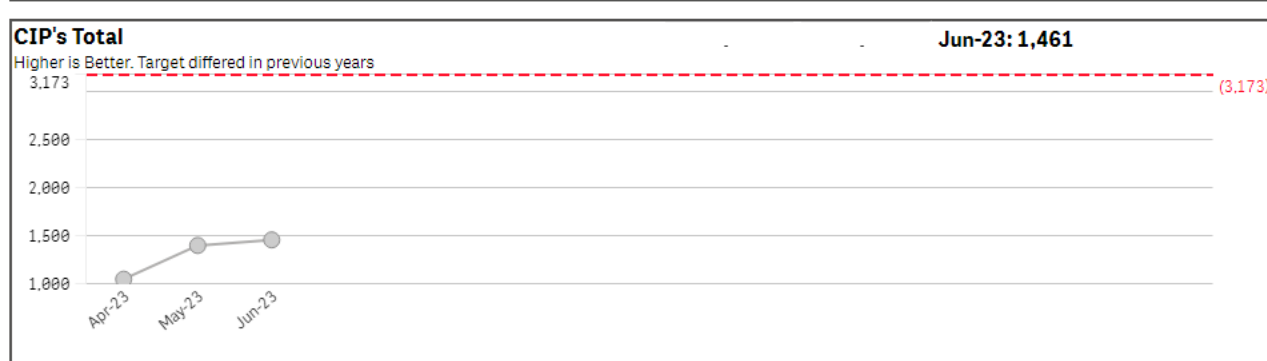 CIP's Total
- - Jun-23: 1,461
Higher is Better. Target differed in previous years
3,173
(3,173)
2,500
2,000
1,500
1,000
Apr-23 May-23 Jun-23